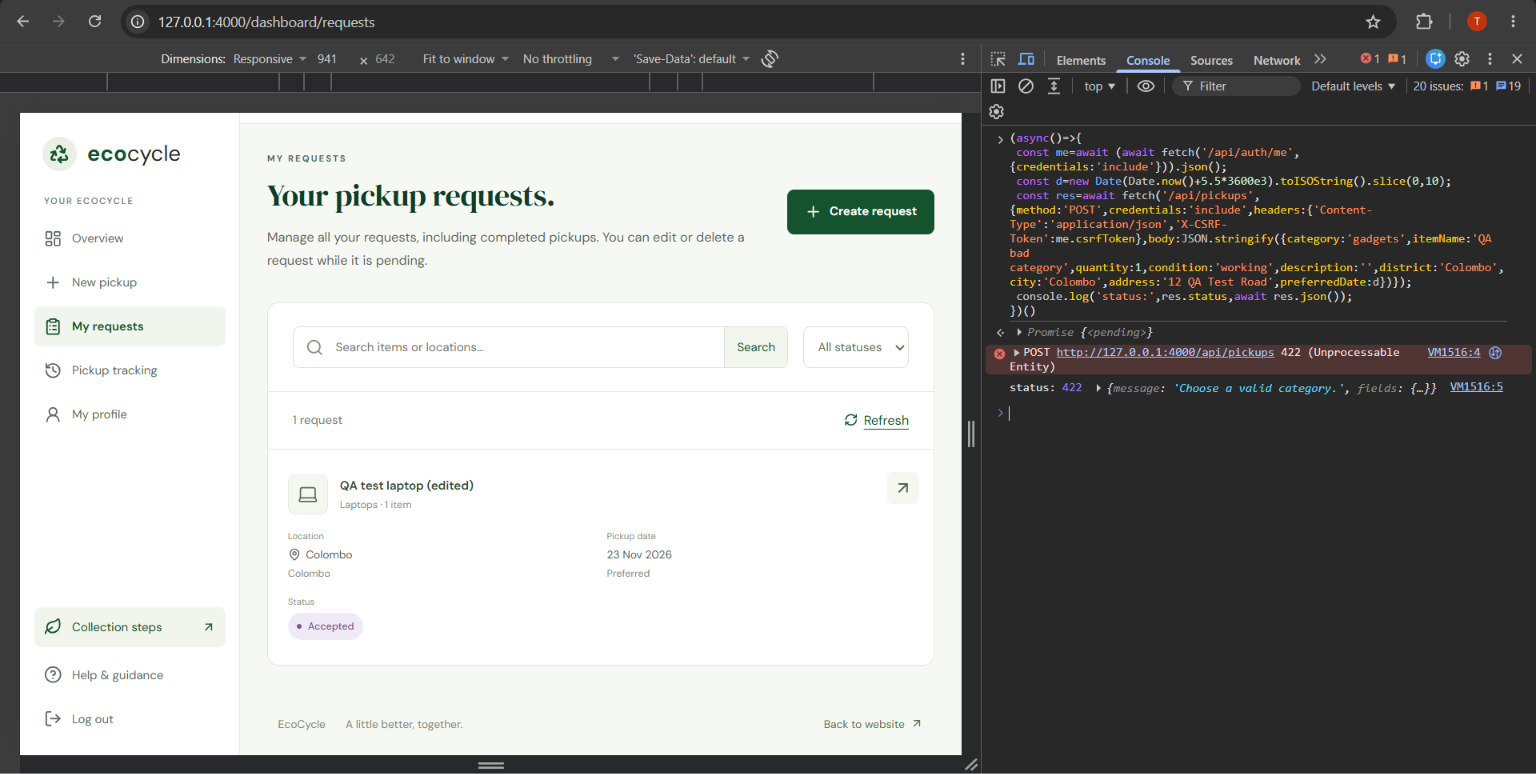 127.0.0.1:4000/dashboard/requests
T
Dimensions: Responsive 941 × 642 Fit to window No throttling 'Save-Data': default
Elements Console Sources Network 1 1
top Filter Default levels 20 issues: 1 19
ecocycle
YOUR ECOCYCLE
Overview
New pickup
My requests
Pickup tracking
My profile
Collection steps
Help & guidance
Log out
MY REQUESTS
Your pickup requests.
Manage all your requests, including completed pickups. You can edit or delete a
request while it is pending.
+ Create request
Search items or locations...
Search
All statuses
1 request
Refresh
QA test laptop (edited)
Laptops · 1 item
Location
Colombo
Colombo
Pickup date
23 Nov 2026
Preferred
Status
Accepted
EcoCycle A little better, together.
Back to website
(async()=>{
const me=await (await fetch('/api/auth/me',
{credentials:'include'})).json();
const d=new Date(Date.now()+5.5*3600e3).toISOString().slice(0,10);
const res=await fetch('/api/pickups',
{method:'POST',credentials:'include',headers:{'Content-
Type':'application/json','X-CSRF-
Token':me.csrfToken},body:JSON.stringify({category:'gadgets',itemName:'QA
bad
category',quantity:1,condition:'working',description:'',district:'Colombo',
city:'Colombo',address:'12 QA Test Road',preferredDate:d})});
console.log('status:',res.status,await res.json());
})()
Promise {<pending>}
POST http://127.0.0.1:4000/api/pickups 422 (Unprocessable VM1516:4
Entity)
status: 422 {message: 'Choose a valid category.', fields: {…}} VM1516:5